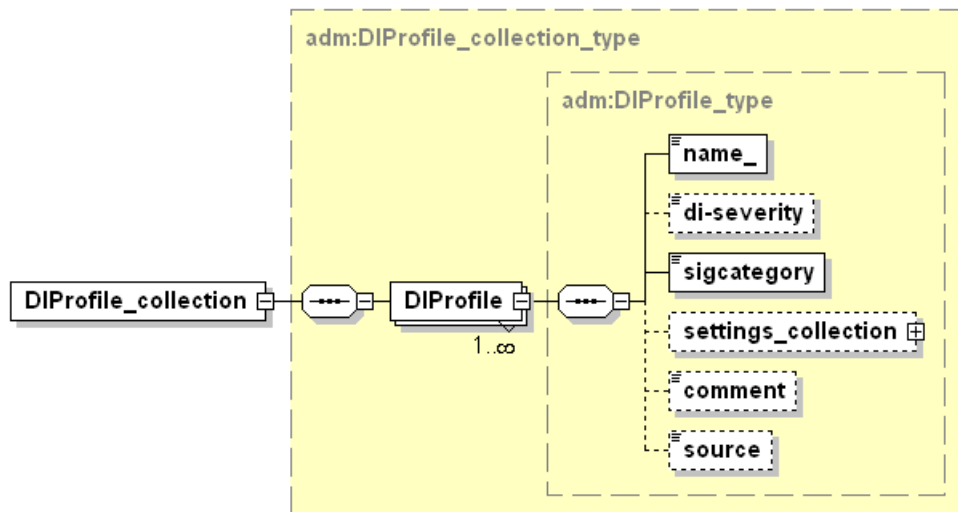 adm:DIProfile_collection_type
adm:DIProfile_type
name_
di-severity
sigcategory
DIProfile_collection
DIProfile
1..∞
settings_collection
comment
source